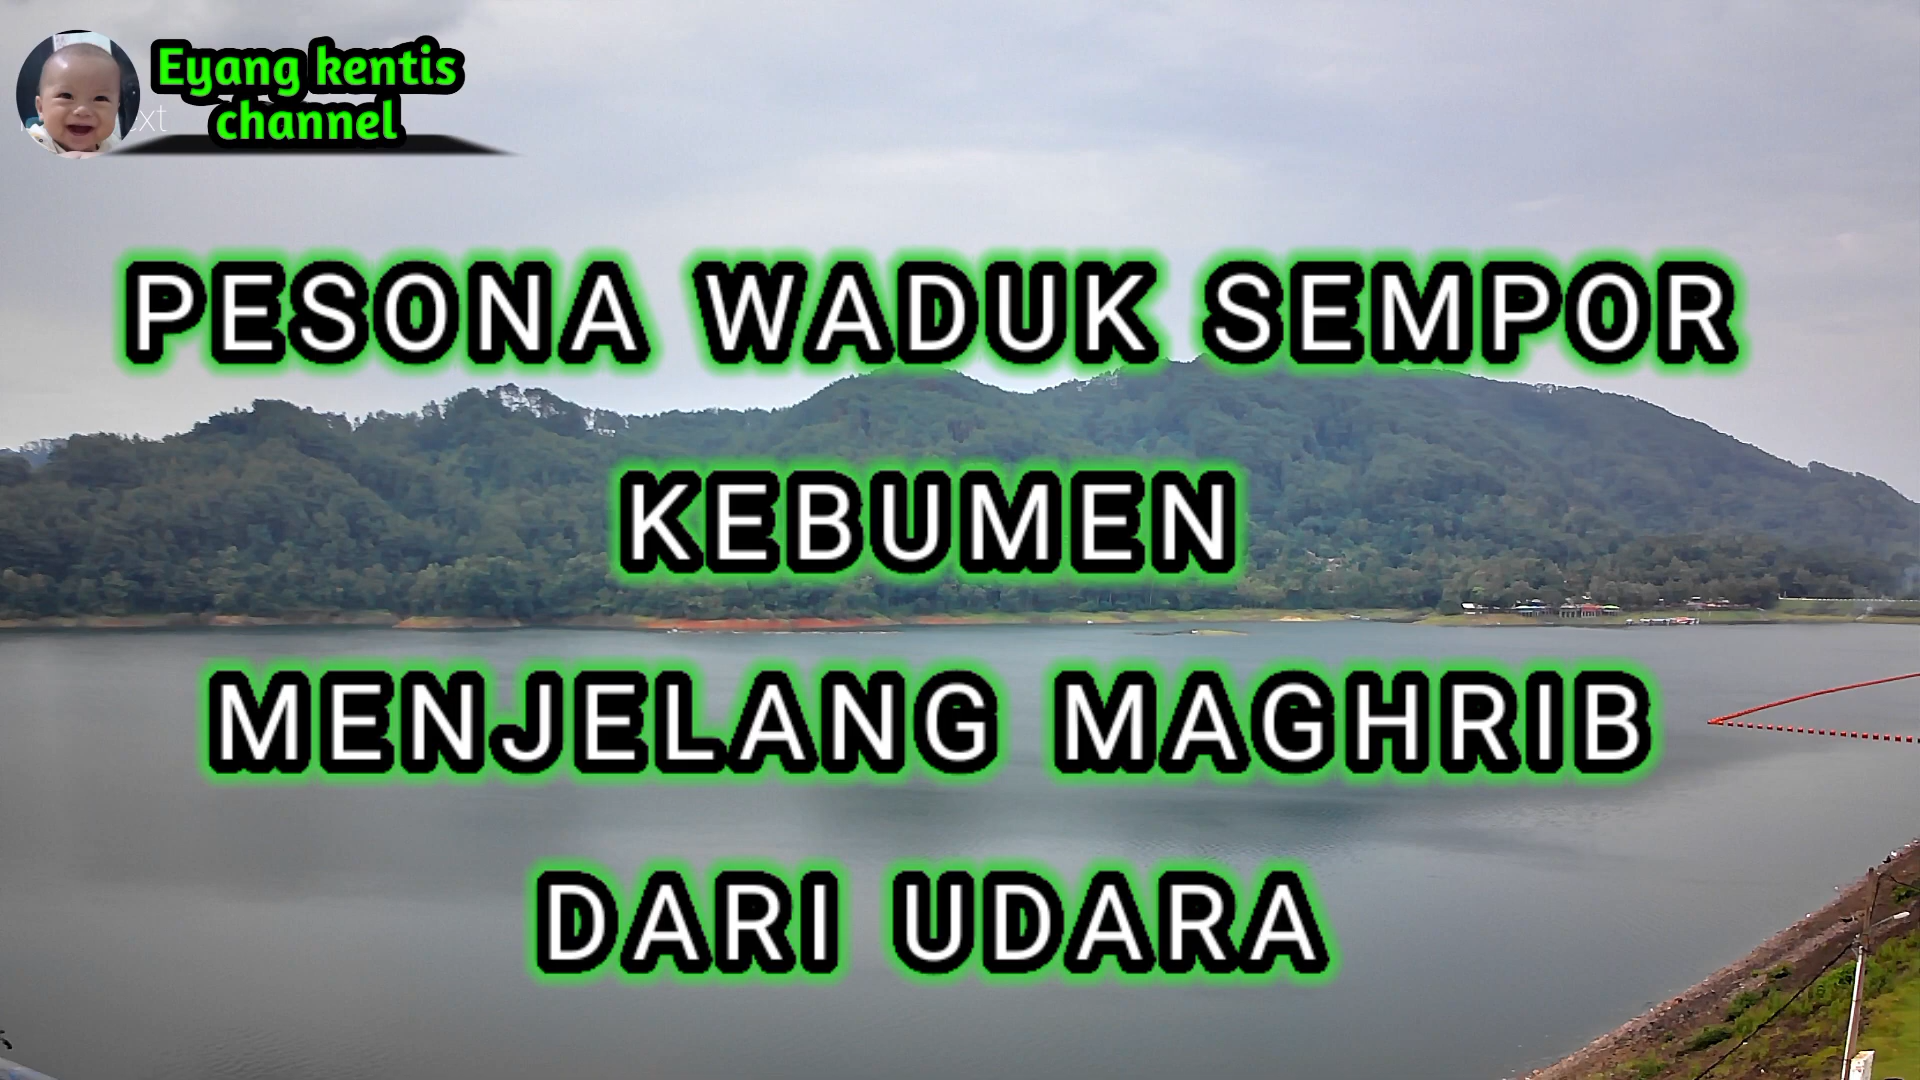 Eyang kentis
channel
PESONA WADUK SEMPOR
KEBUMEN
MENJELANG MAGHRIB
DARI UDARA